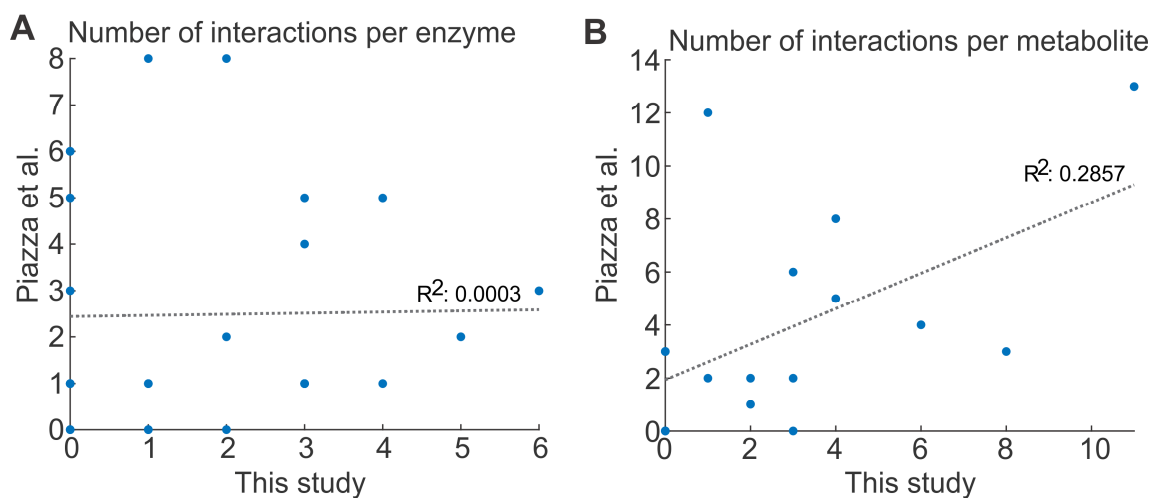 A Number of interactions per enzyme
8
7
6
5
4
3
2
1
0
Piazza et al.
R²: 0.0003
0 1 2 3 4 5 6
This study
B Number of interactions per metabolite
14
12
10
8
6
4
2
0
Piazza et al.
R²: 0.2857
0 2 4 6 8 10
This study